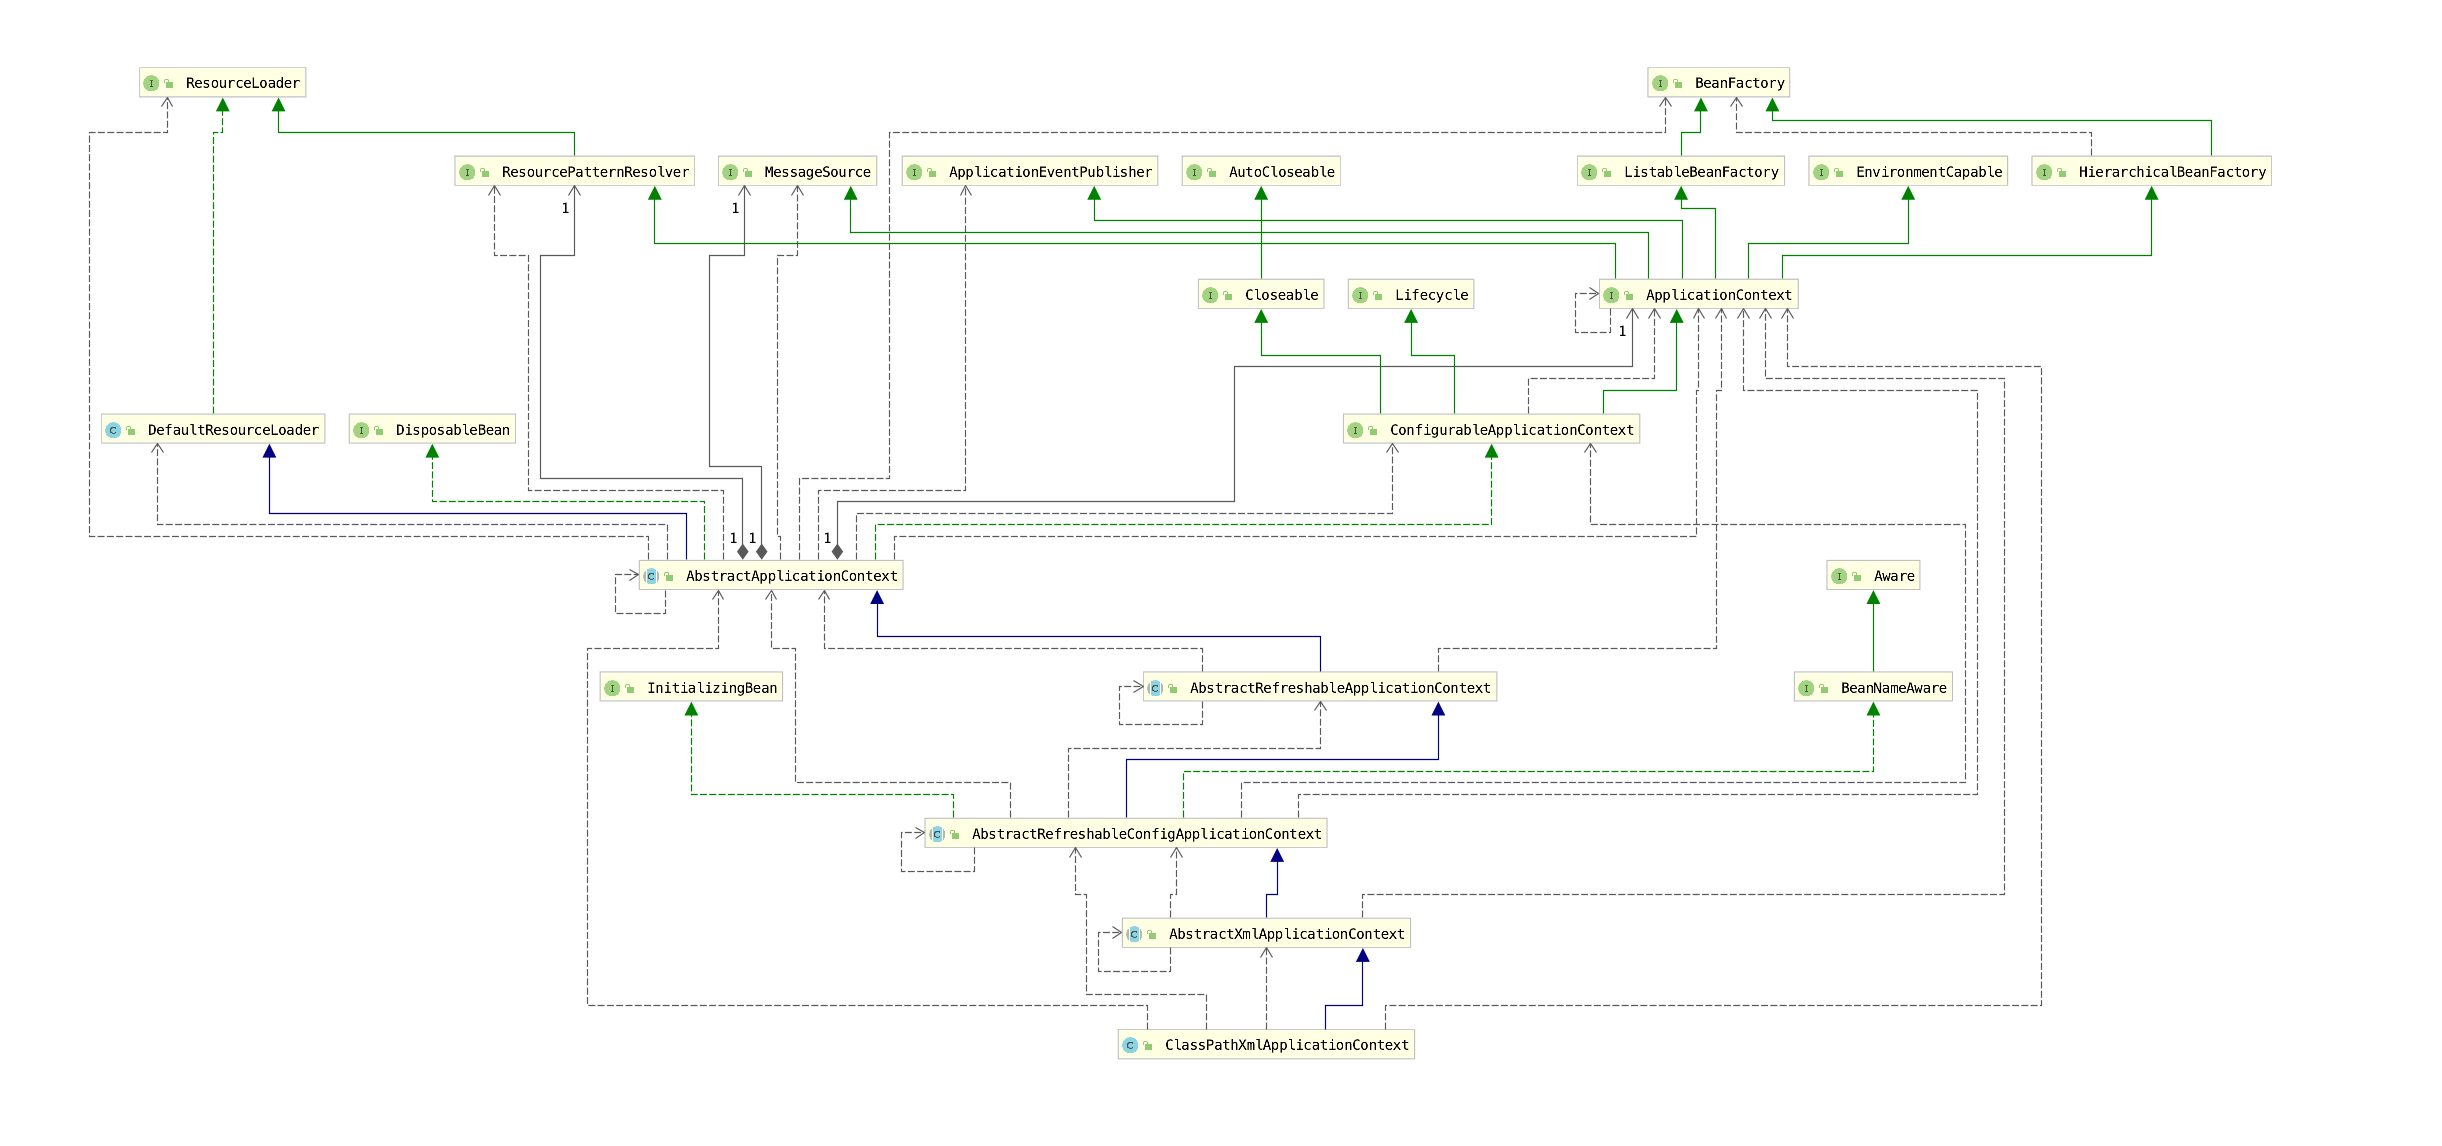 ResourceLoader
BeanFactory
ResourcePatternResolver
MessageSource
ApplicationEventPublisher
AutoCloseable
ListableBeanFactory
EnvironmentCapable
HierarchicalBeanFactory
1
1
Closeable
Lifecycle
ApplicationContext
1
DefaultResourceLoader
DisposableBean
ConfigurableApplicationContext
1
1
1
AbstractApplicationContext
Aware
InitializingBean
AbstractRefreshableApplicationContext
BeanNameAware
AbstractRefreshableConfigApplicationContext
AbstractXmlApplicationContext
ClassPathXmlApplicationContext